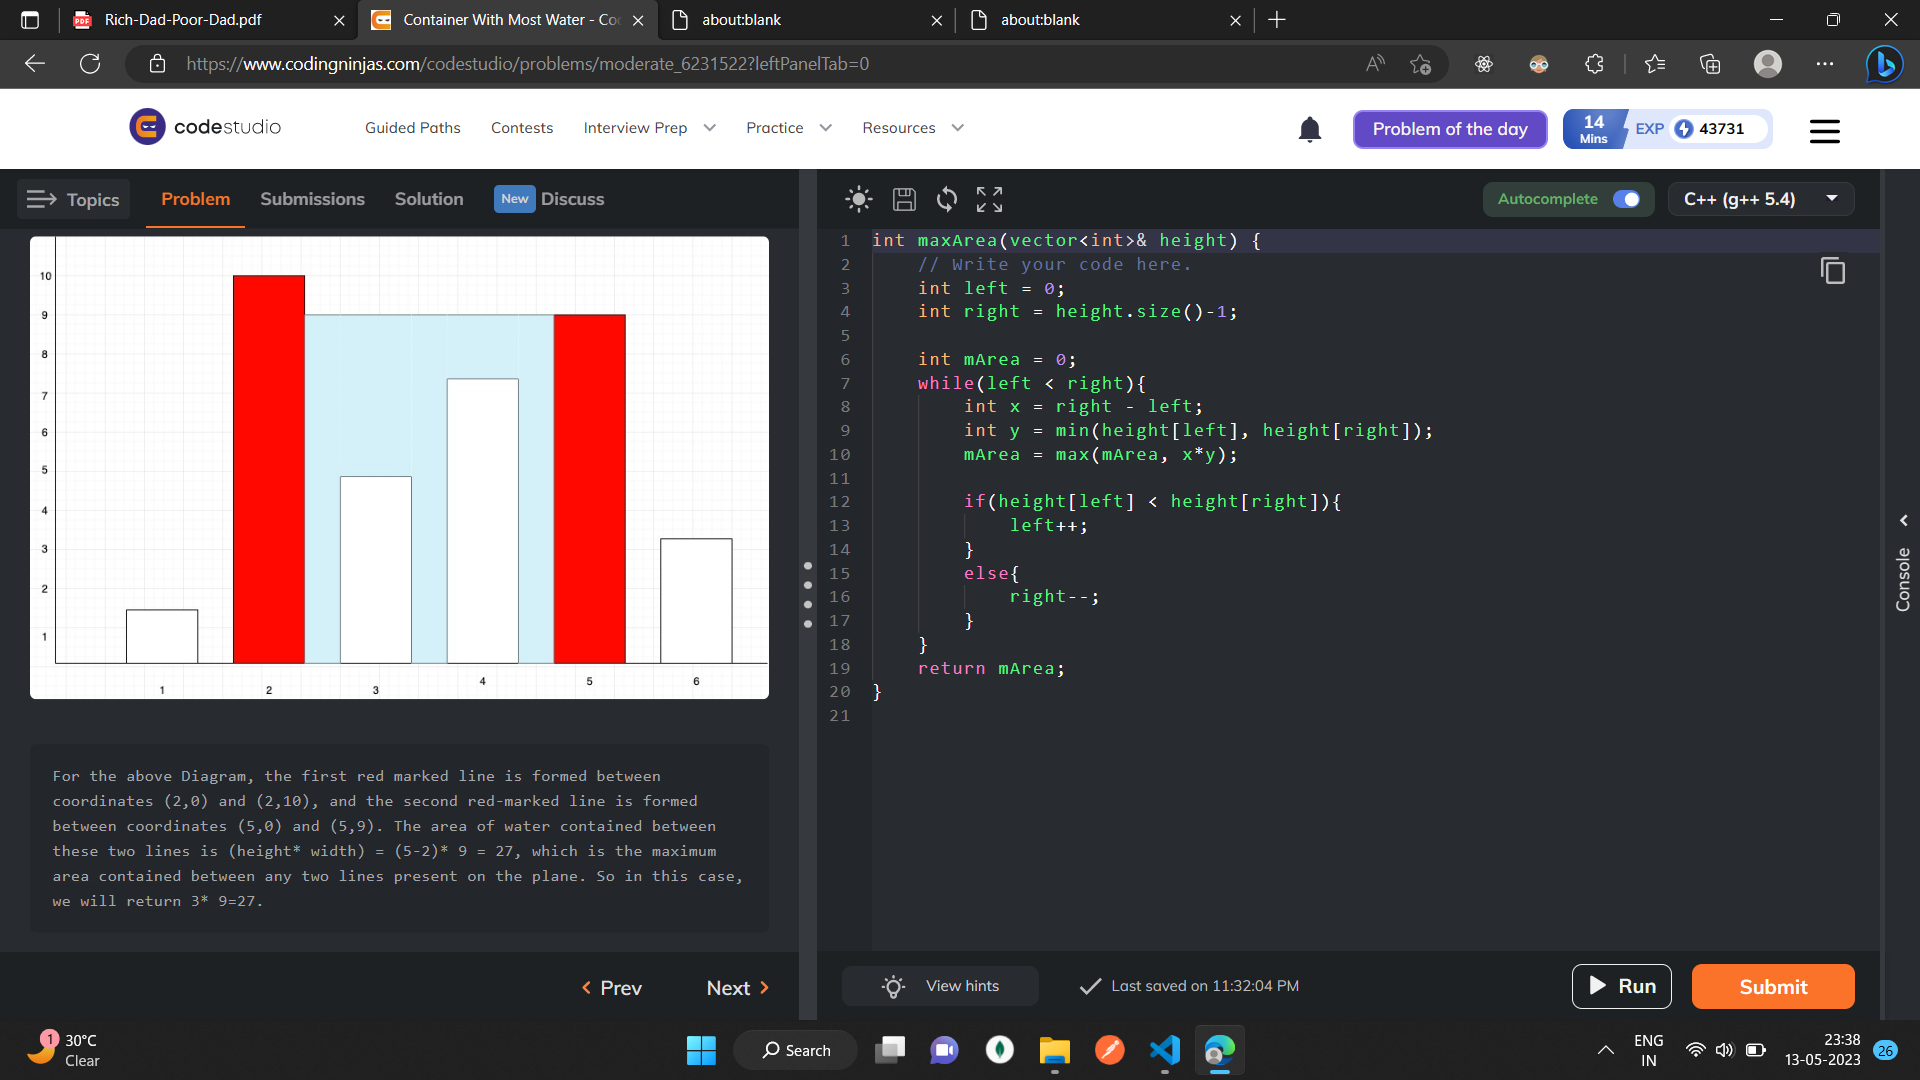 Rich-Dad-Poor-Dad.pdf
Container With Most Water - Co
about:blank
about:blank
https://www.codingninjas.com/codestudio/problems/moderate_6231522?leftPanelTab=0
codestudio
Guided Paths
Contests
Interview Prep
Practice
Resources
Problem of the day
14
Mins
EXP
43731
Topics
Problem
Submissions
Solution
New
Discuss
Autocomplete
C++ (g++ 5.4)
10
9
8
7
6
5
4
3
2
1
1
2
3
4
5
6
For the above Diagram, the first red marked line is formed between
coordinates (2,0) and (2,10), and the second red-marked line is formed
between coordinates (5,0) and (5,9). The area of water contained between
these two lines is (height* width) = (5-2)* 9 = 27, which is the maximum
area contained between any two lines present on the plane. So in this case,
we will return 3* 9=27.
Prev
Next
1 int maxArea(vector<int>& height) {
2 // Write your code here.
3 int left = 0;
4 int right = height.size()-1;
5
6 int mArea = 0;
7 while(left < right){
8 int x = right - left;
9 int y = min(height[left], height[right]);
10 mArea = max(mArea, x*y);
11
12 if(height[left] < height[right]){
13 left++;
14 }
15 else{
16 right--;
17 }
18 }
19 return mArea;
20 }
21
Console
View hints
Last saved on 11:32:04 PM
Run
Submit
1
30°C
Clear
Search
ENG
IN
23:38
13-05-2023
26